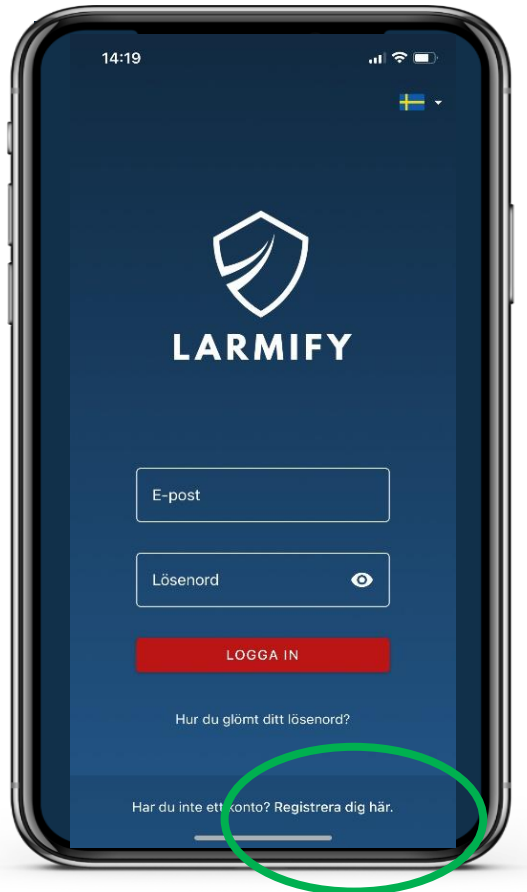 14:19
LARMIFY
E-post
Lösenord
LOGGA IN
Hur du glömt ditt lösenord?
Har du inte ett konto? Registrera dig här.